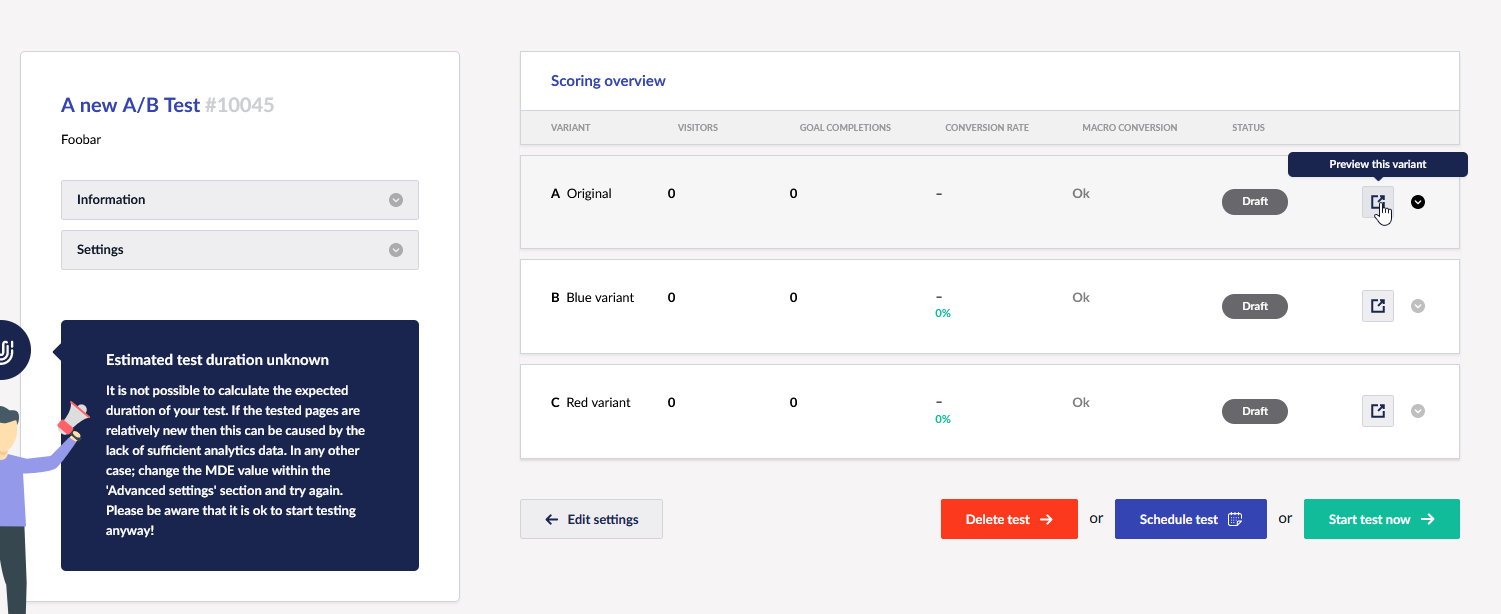 A new A/B Test #10045
Foobar
Information
Settings
Estimated test duration unknown
It is not possible to calculate the expected
duration of your test. If the tested pages are
relatively new then this can be caused by the
lack of sufficient analytics data. In any other
case; change the MDE value within the
'Advanced settings' section and try again.
Please be aware that it is ok to start testing
anyway!
Scoring overview
VARIANT VISITORS GOAL COMPLETIONS CONVERSION RATE MACRO CONVERSION STATUS
Preview this variant
A Original 0 0 – Ok Draft
B Blue variant 0 0 – Ok Draft
0%
C Red variant 0 0 – Ok Draft
0%
Edit settings Delete test or Schedule test or Start test now